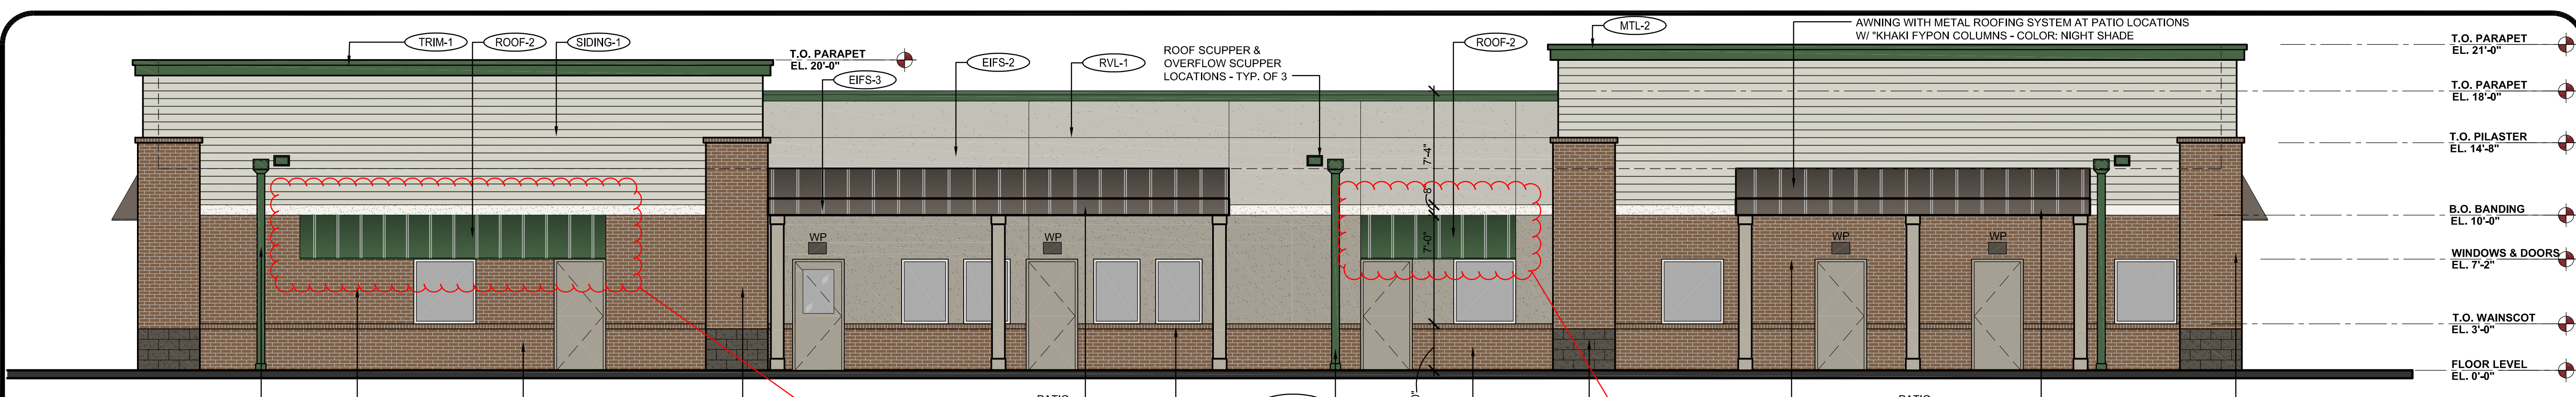 TRIM-1
ROOF-2
SIDING-1
T.O. PARAPET
EL. 20'-0"
EIFS-3
EIFS-2
RVL-1
ROOF SCUPPER &
OVERFLOW SCUPPER
LOCATIONS - TYP. OF 3
ROOF-2
MTL-2
AWNING WITH METAL ROOFING SYSTEM AT PATIO LOCATIONS
W/ "KHAKI FYPON COLUMNS - COLOR: NIGHT SHADE
T.O. PARAPET
EL. 21'-0"
T.O. PARAPET
EL. 18'-0"
T.O. PILASTER
EL. 14'-8"
B.O. BANDING
EL. 10'-0"
WINDOWS & DOORS
EL. 7'-2"
T.O. WAINSCOT
EL. 3'-0"
FLOOR LEVEL
EL. 0'-0"
7'-4"
7'-0"
WP
WP
WP
WP
PATIO
PATIO